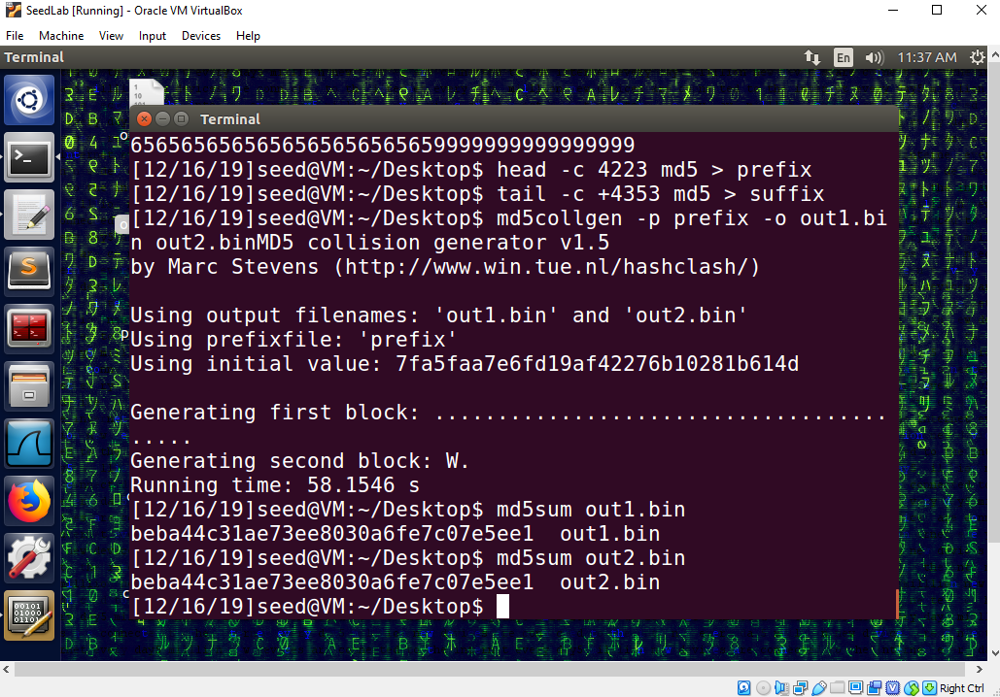 SeedLab [Running] - Oracle VM VirtualBox
File Machine View Input Devices Help
Terminal
En
11:37 AM
Terminal
6565656565656565656565659999999999999999
[12/16/19]seed@VM:~/Desktop$ head -c 4223 md5 > prefix
[12/16/19]seed@VM:~/Desktop$ tail -c +4353 md5 > suffix
[12/16/19]seed@VM:~/Desktop$ md5collgen -p prefix -o out1.bi
n out2.binMD5 collision generator v1.5
by Marc Stevens (http://www.win.tue.nl/hashclash/)
Using output filenames: 'out1.bin' and 'out2.bin'
Using prefixfile: 'prefix'
Using initial value: 7fa5faa7e6fd19af42276b10281b614d
Generating first block: ....................................
.....
Generating second block: W.
Running time: 58.1546 s
[12/16/19]seed@VM:~/Desktop$ md5sum out1.bin
beba44c31ae73ee8030a6fe7c07e5ee1  out1.bin
[12/16/19]seed@VM:~/Desktop$ md5sum out2.bin
beba44c31ae73ee8030a6fe7c07e5ee1  out2.bin
[12/16/19]seed@VM:~/Desktop$
Right Ctrl